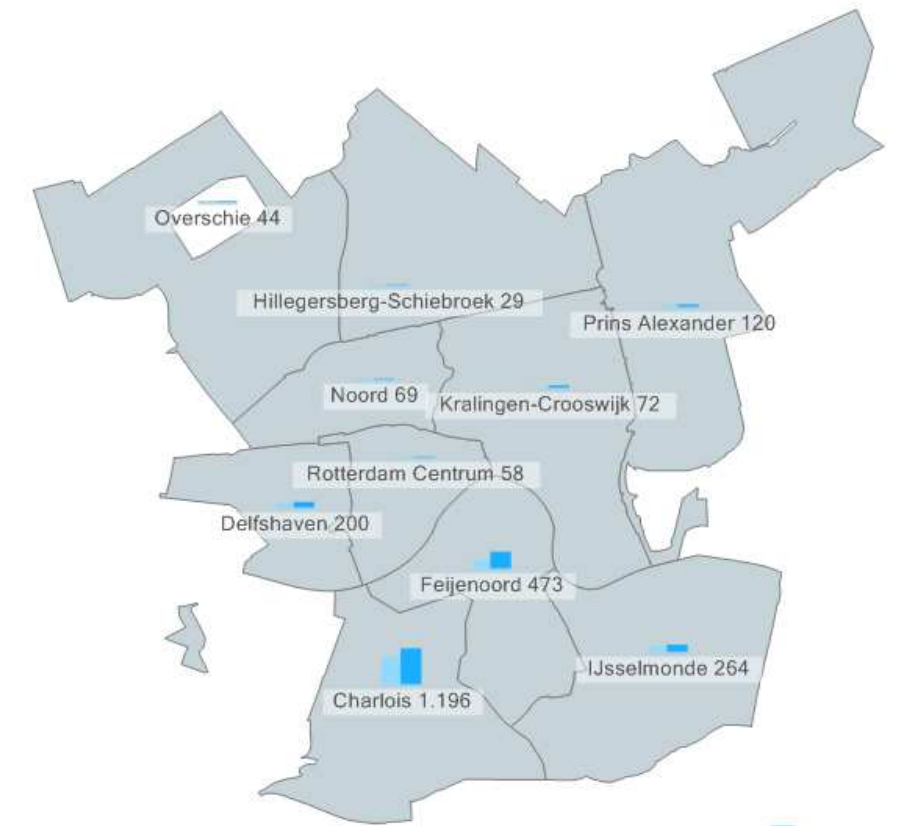 Overschie 44
Hillegersberg-Schiebroek 29
Prins Alexander 120
Noord 69
Kralingen-Crooswijk 72
Rotterdam Centrum 58
Delfshaven 200
Feijenoord 473
IJsselmonde 264
Charlois 1.196